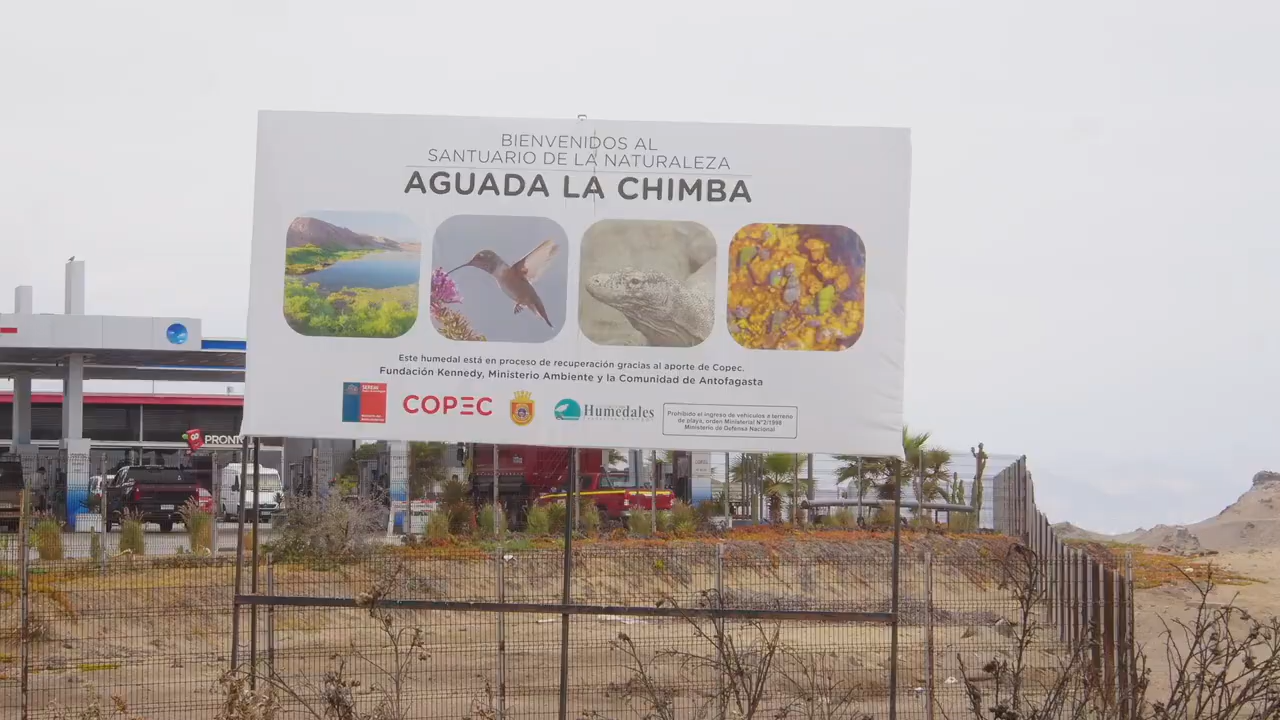 BIENVENIDOS AL
SANTUARIO DE LA NATURALEZA
AGUADA LA CHIMBA
Este humedal está en proceso de recuperación gracias al aporte de Copec.
Fundación Kennedy, Ministerio Ambiente y la Comunidad de Antofagasta
COPEC
Humedales
Prohibido el ingreso de vehículos a terreno
de playa, orden Ministerial N°2/1998
Ministerio de Defensa Nacional
PRONTO